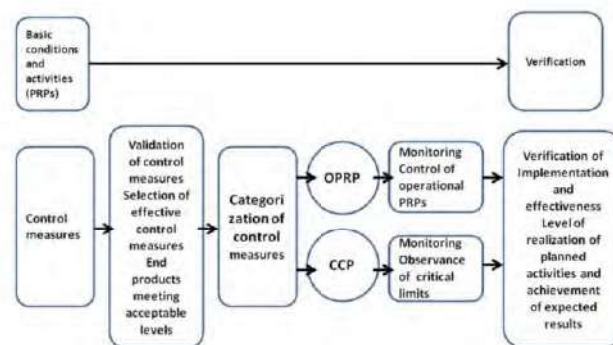 Basic
conditions
and
activities
(PRPs)
Verification
Control
measures
Validation
of control
measures
Selection of
effective
control
measures
End
products
meeting
acceptable
levels
Categori
zation of
control
measures
OPRP
Monitoring
Control of
operational
PRPs
CCP
Monitoring
Observance
of critical
limits
Verification of
Implementation
and
effectiveness
Level of
realization of
planned
activities and
achievement
of expected
results